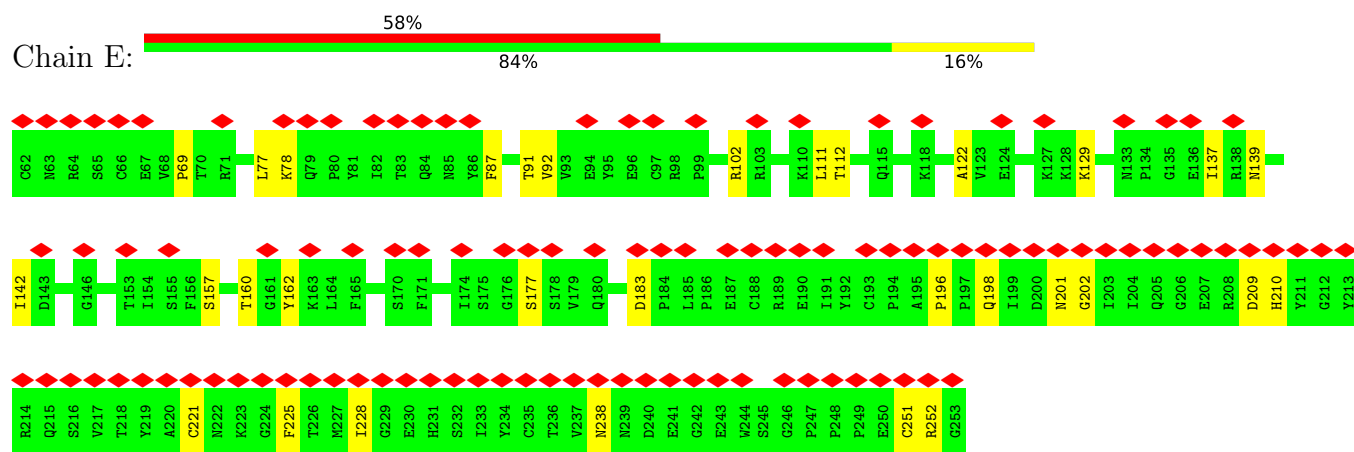 58%
Chain E:
84% 16%
C62 N63 R64 S65 C66 E67 V68 P69 T70 R71 L77 K78 Q79 P80 Y81 I82 T83 Q84 N85 Y86 F87 T91 V92 V93 E94 Y95 E96 C97 R98 P99 R102 R103 K110 L111 T112 Q115 K118 A122 V123 E124 K127 K128 K129 N133 P134 G135 E136 I137 R138 N139
I142 D143 G146 T153 I154 S155 F156 S157 T160 G161 Y162 K163 L164 F165 S170 F171 I174 S175 G176 S177 S178 V179 Q180 D183 P184 L185 P186 E187 C188 R189 E190 I191 Y192 C193 P194 A195 P196 P197 Q198 I199 D200 N201 G202 I203 I204 Q205 G206 E207 R208 D209 H210 Y211 G212 Y213
R214 Q215 S216 V217 T218 Y219 A220 C221 N222 K223 G224 F225 T226 M227 I228 G229 E230 H231 S232 I233 Y234 C235 T236 V237 N238 N239 D240 E241 G242 E243 W244 S245 G246 P247 P248 P249 E250 C251 R252 G253